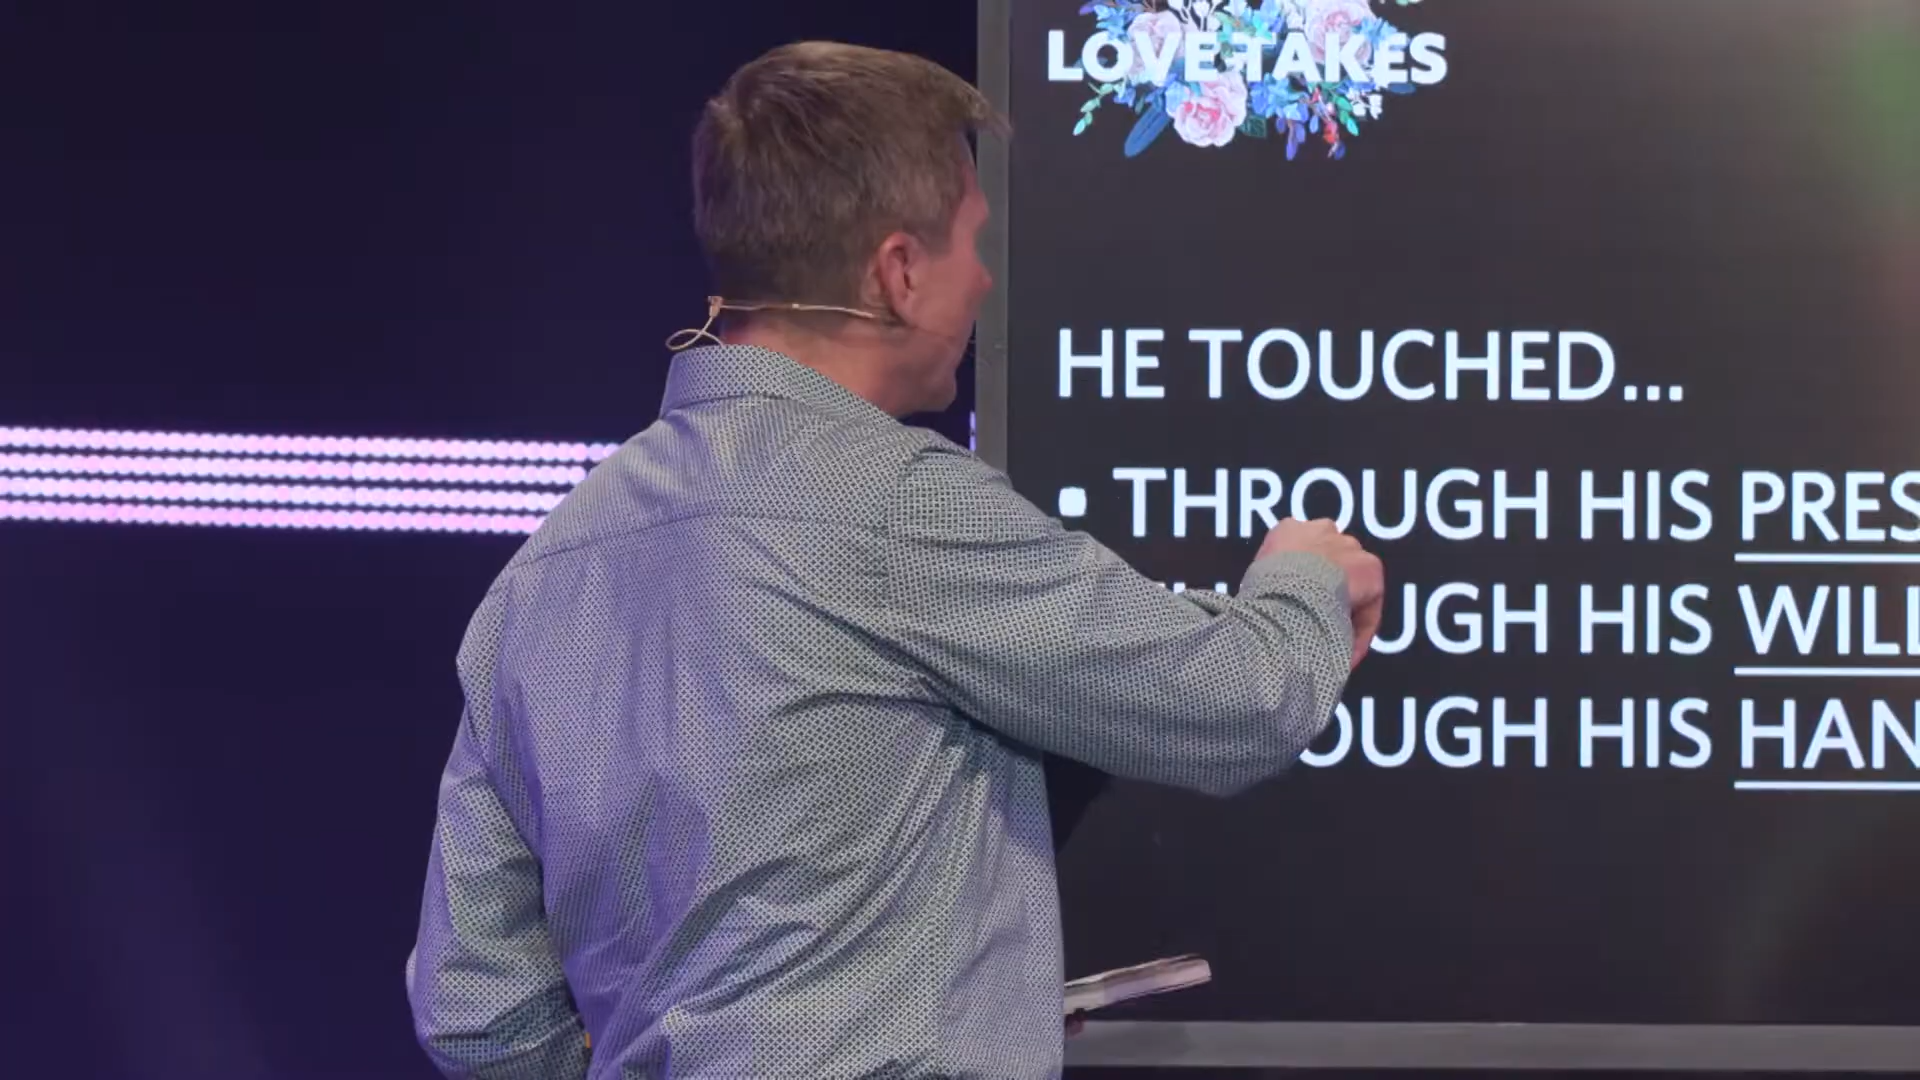 LOVE TAKES
HE TOUCHED...
• THROUGH HIS PRES
UGH HIS WILL
OUGH HIS HAN